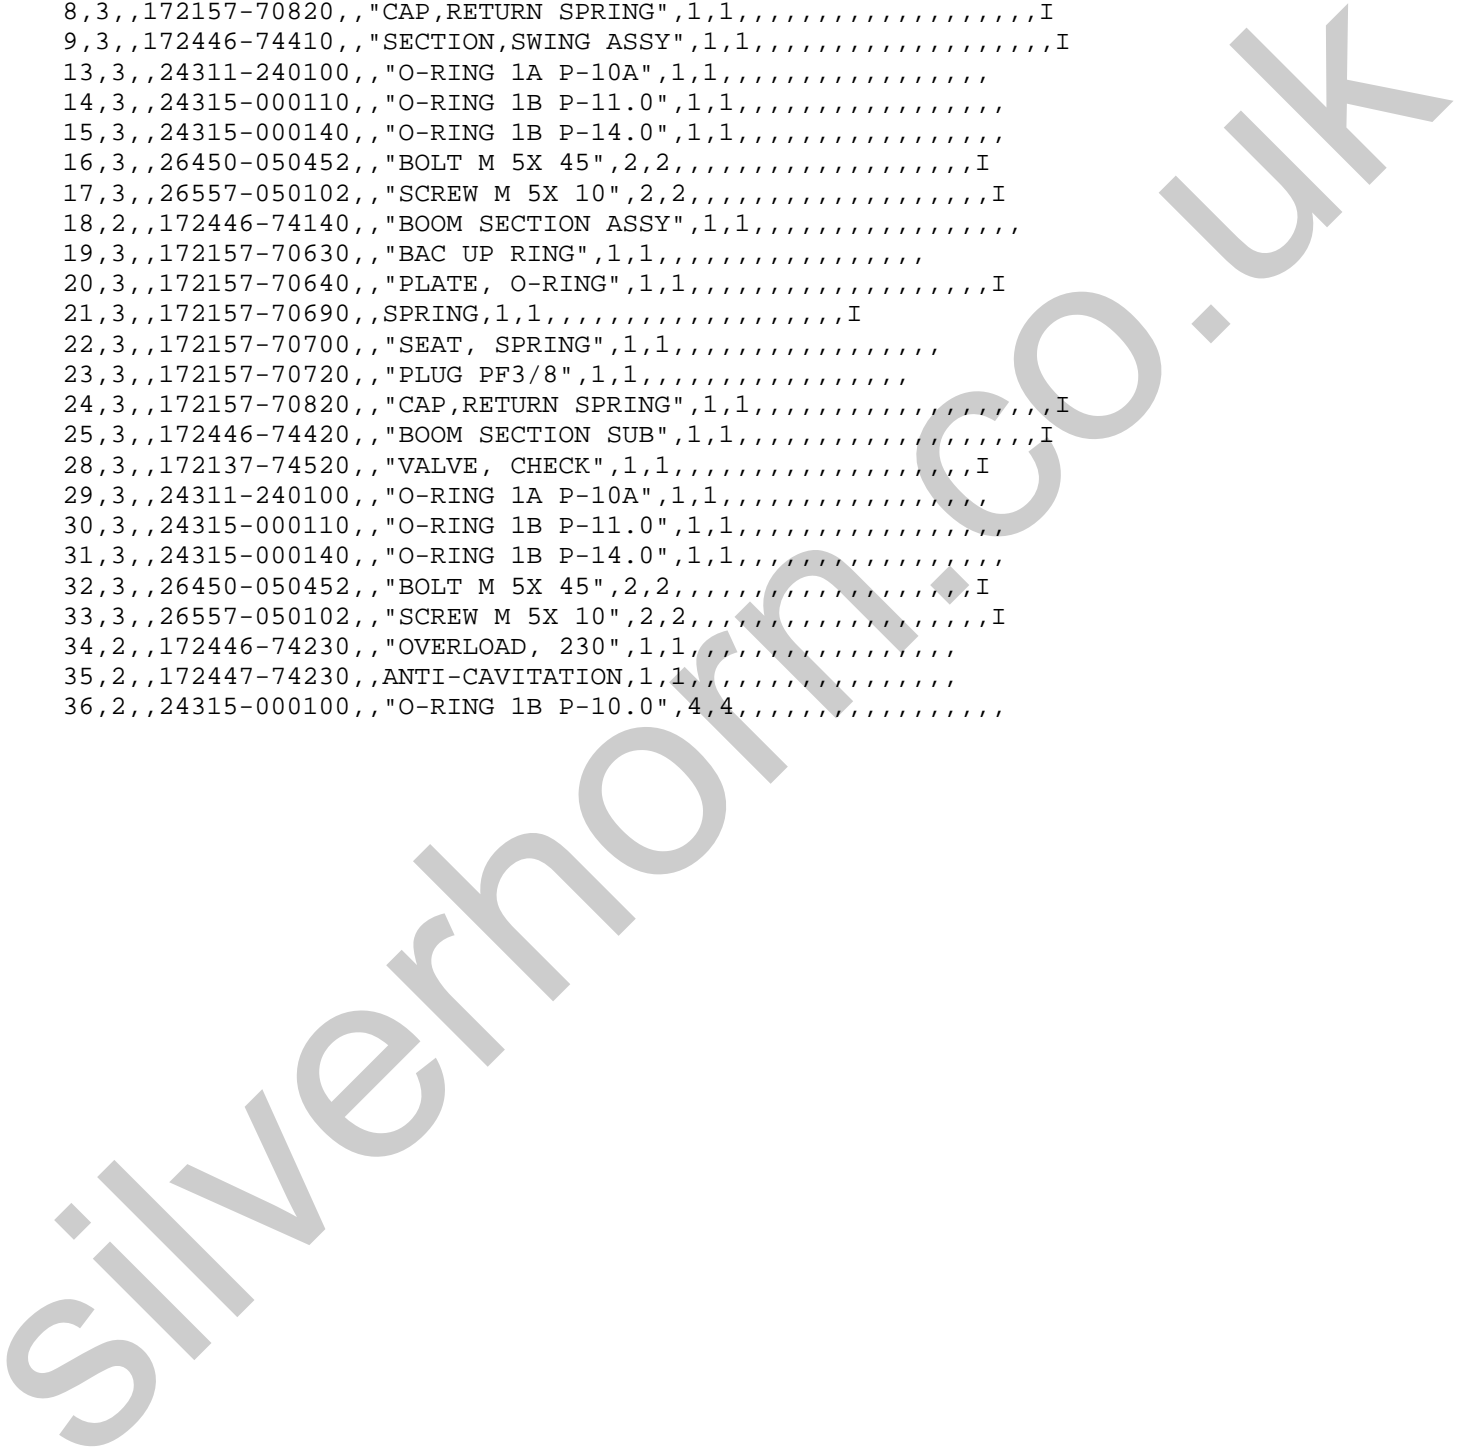 8,3,,172157-70820,,"CAP,RETURN SPRING",1,1,,,,,,,,,,,,,,,,,,,I
9,3,,172446-74410,,"SECTION,SWING ASSY",1,1,,,,,,,,,,,,,,,,,,,I
13,3,,24311-240100,,"O-RING 1A P-10A",1,1,,,,,,,,,,,,,,,,,
14,3,,24315-000110,,"O-RING 1B P-11.0",1,1,,,,,,,,,,,,,,,,,
15,3,,24315-000140,,"O-RING 1B P-14.0",1,1,,,,,,,,,,,,,,,,,
16,3,,26450-050452,,"BOLT M 5X 45",2,2,,,,,,,,,,,,,,,,,,,I
17,3,,26557-050102,,"SCREW M 5X 10",2,2,,,,,,,,,,,,,,,,,,,I
18,2,,172446-74140,,"BOOM SECTION ASSY",1,1,,,,,,,,,,,,,,,,,
19,3,,172157-70630,,"BAC UP RING",1,1,,,,,,,,,,,,,,,,,
20,3,,172157-70640,,"PLATE, O-RING",1,1,,,,,,,,,,,,,,,,,,,I
21,3,,172157-70690,,SPRING,1,1,,,,,,,,,,,,,,,,,,,I
22,3,,172157-70700,,"SEAT, SPRING",1,1,,,,,,,,,,,,,,,,,
23,3,,172157-70720,,"PLUG PF3/8",1,1,,,,,,,,,,,,,,,,,
24,3,,172157-70820,,"CAP,RETURN SPRING",1,1,,,,,,,,,,,,,,,,,,,I
25,3,,172446-74420,,"BOOM SECTION SUB",1,1,,,,,,,,,,,,,,,,,,,I
28,3,,172137-74520,,"VALVE, CHECK",1,1,,,,,,,,,,,,,,,,,,,I
29,3,,24311-240100,,"O-RING 1A P-10A",1,1,,,,,,,,,,,,,,,,,
30,3,,24315-000110,,"O-RING 1B P-11.0",1,1,,,,,,,,,,,,,,,,,
31,3,,24315-000140,,"O-RING 1B P-14.0",1,1,,,,,,,,,,,,,,,,,
32,3,,26450-050452,,"BOLT M 5X 45",2,2,,,,,,,,,,,,,,,,,,,I
33,3,,26557-050102,,"SCREW M 5X 10",2,2,,,,,,,,,,,,,,,,,,,I
34,2,,172446-74230,,"OVERLOAD, 230",1,1,,,,,,,,,,,,,,,,,
35,2,,172447-74230,,ANTI-CAVITATION,1,1,,,,,,,,,,,,,,,,,
36,2,,24315-000100,,"O-RING 1B P-10.0",4,4,,,,,,,,,,,,,,,,,
silverhorn.co.uk